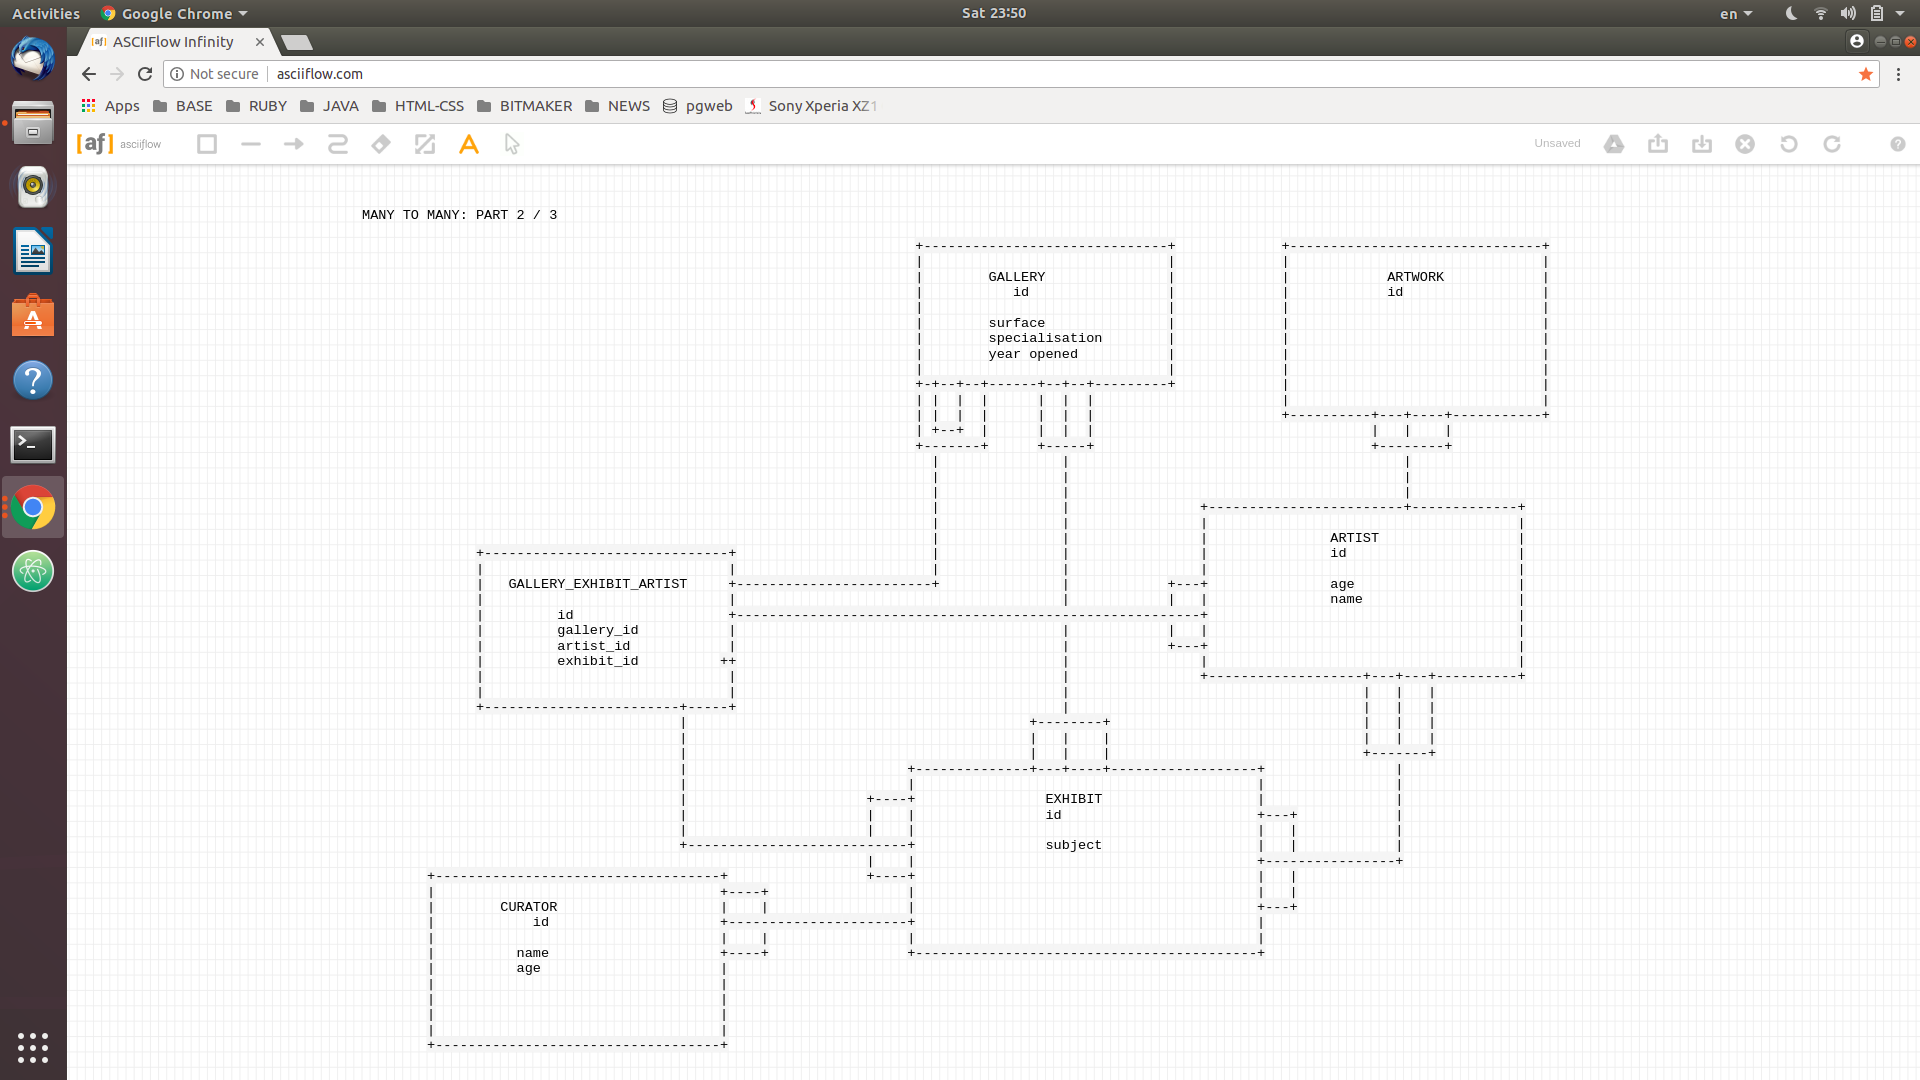 Activities Google Chrome Sat 23:50 en
[af] ASCIIFlow Infinity
Not secure asciiflow.com
Apps BASE RUBY JAVA HTML-CSS BITMAKER NEWS pgweb Sony Xperia XZ1
[af] asciiflow A Unsaved
MANY TO MANY: PART 2 / 3
GALLERY
id
surface
specialisation
year opened
ARTWORK
id
ARTIST
id
age
name
GALLERY_EXHIBIT_ARTIST
id
gallery_id
artist_id
exhibit_id
EXHIBIT
id
subject
CURATOR
id
name
age